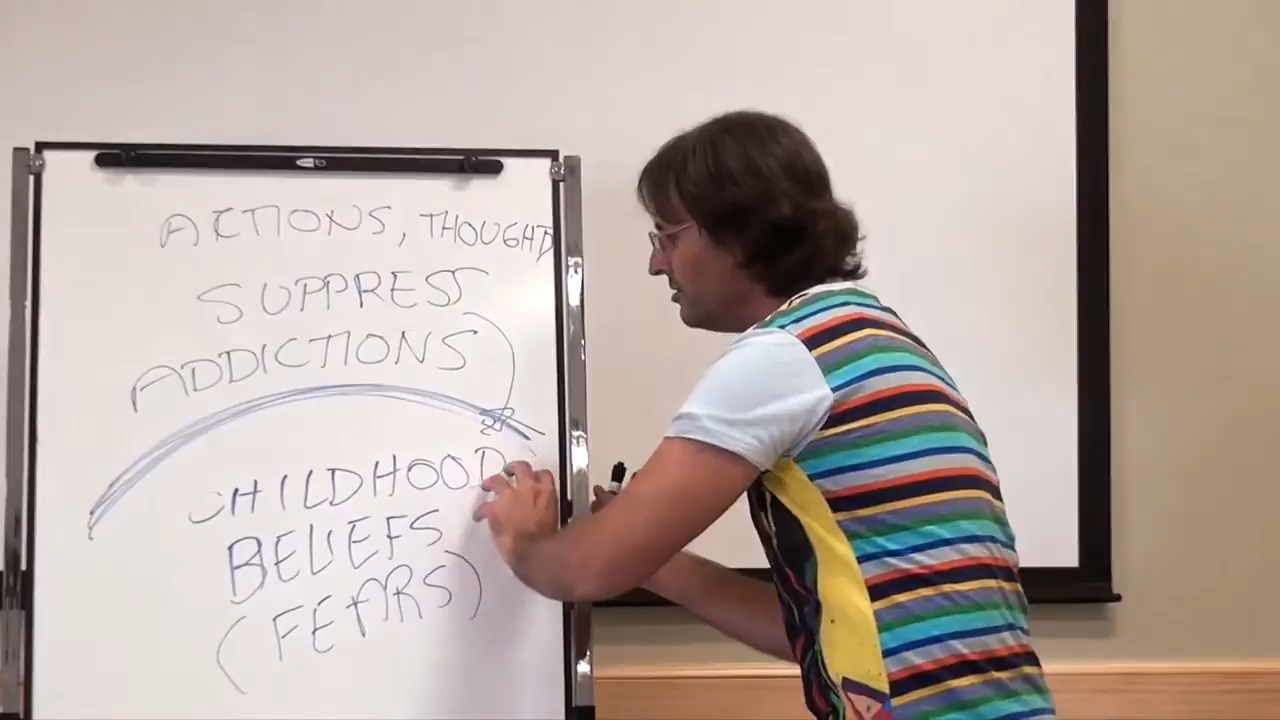 ACTIONS, THOUGHT
SUPPRESS
ADDICTIONS
CHILDHOOD
BELIEFS
(FEARS)